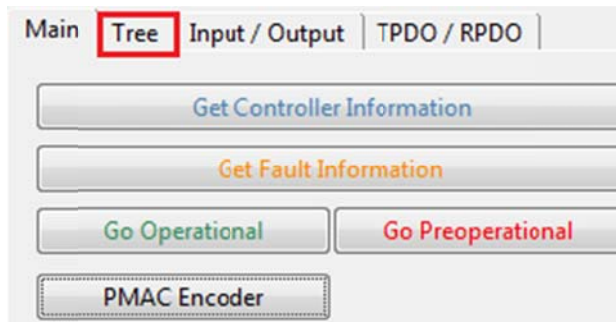 Main Tree Input / Output TPDO / RPDO
Get Controller Information
Get Fault Information
Go Operational Go Preoperational
PMAC Encoder